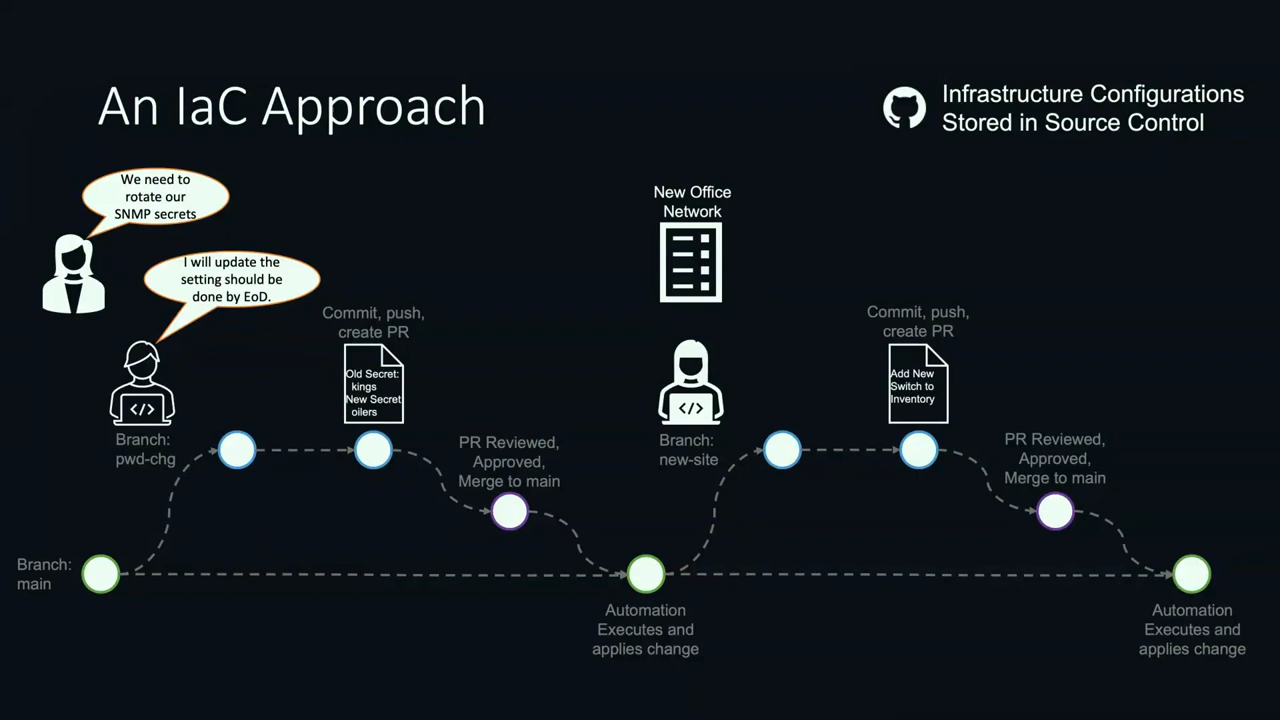 An IaC Approach
Infrastructure Configurations
Stored in Source Control
We need to
rotate our
SNMP secrets
I will update the
setting should be
done by EoD.
Commit, push,
create PR
Old Secret:
kings
New Secret
oilers
Branch:
pwd-chg
PR Reviewed,
Approved,
Merge to main
Branch:
main
New Office
Network
Branch:
new-site
Commit, push,
create PR
Add New
Switch to
Inventory
PR Reviewed,
Approved,
Merge to main
Automation
Executes and
applies change
Automation
Executes and
applies change